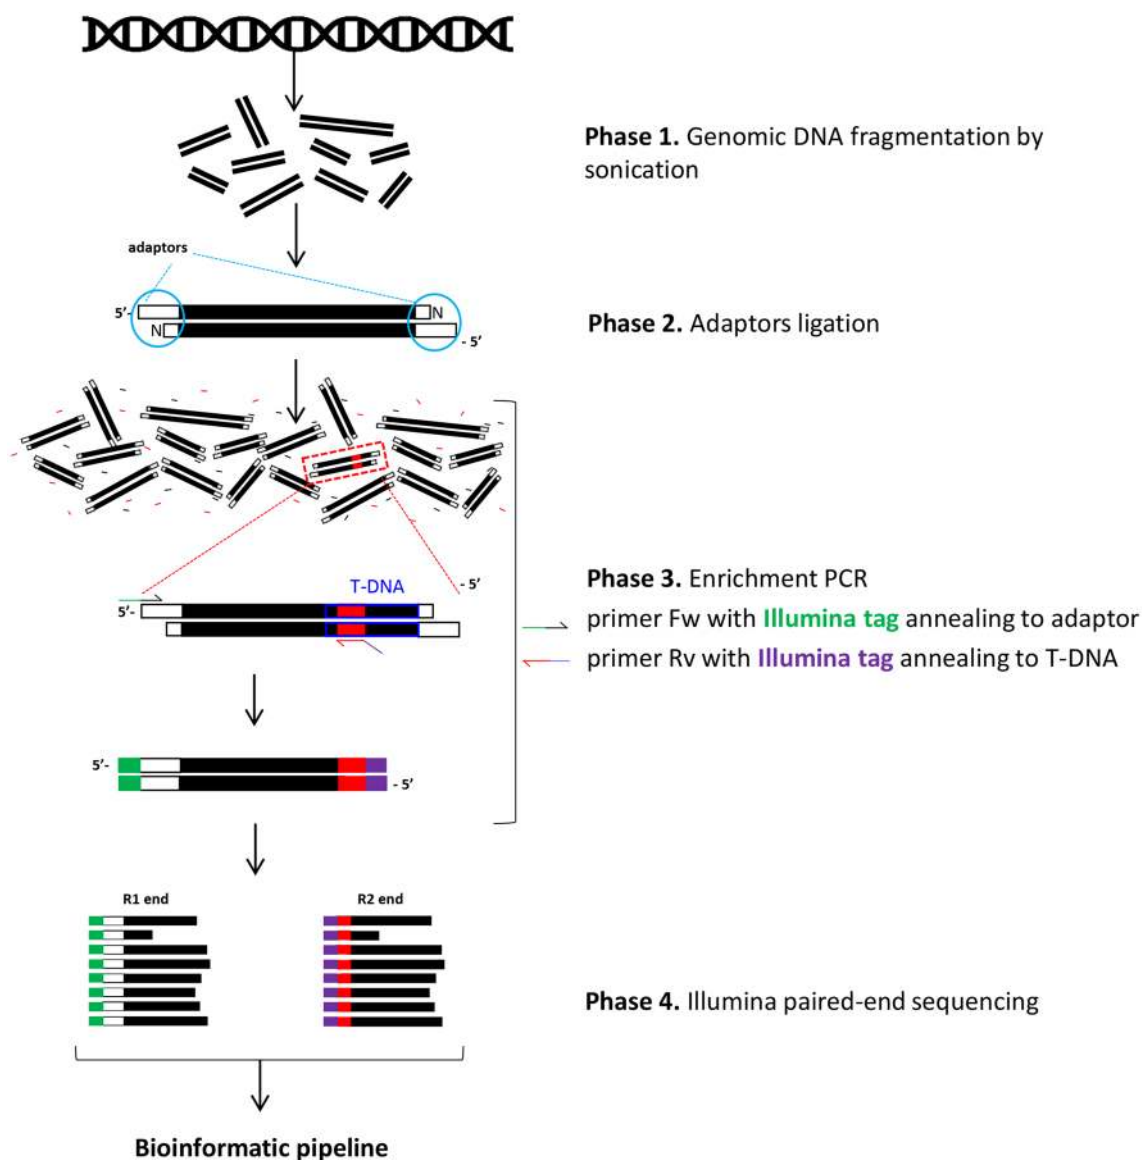 Phase 1. Genomic DNA fragmentation by
sonication
adaptors
5’-
N
N
- 5’
Phase 2. Adaptors ligation
T-DNA
- 5’
5’-
Phase 3. Enrichment PCR
primer Fw with Illumina tag annealing to adaptor
primer Rv with Illumina tag annealing to T-DNA
5’-
- 5’
R1 end
R2 end
Phase 4. Illumina paired-end sequencing
Bioinformatic pipeline